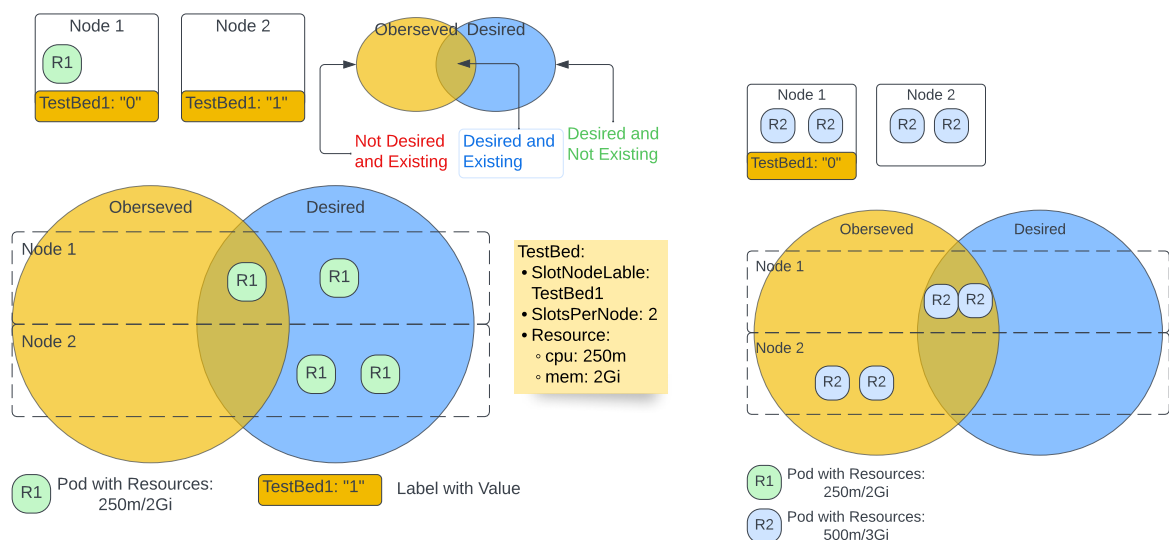 Node 1
R1
TestBed1: "0"
Node 2
TestBed1: "1"
Oberseved
Desired
Not Desired
and Existing
Desired and
Existing
Desired and
Not Existing
Oberseved
Desired
Node 1
R1
R1
Node 2
R1
R1
TestBed:
• SlotNodeLable:
TestBed1
• SlotsPerNode: 2
• Resource:
◦ cpu: 250m
◦ mem: 2Gi
R1
Pod with Resources:
250m/2Gi
TestBed1: "1"
Label with Value
Node 1
R2
R2
TestBed1: "0"
Node 2
R2
R2
Oberseved
Desired
Node 1
R2
R2
Node 2
R2
R2
R1
Pod with Resources:
250m/2Gi
R2
Pod with Resources:
500m/3Gi